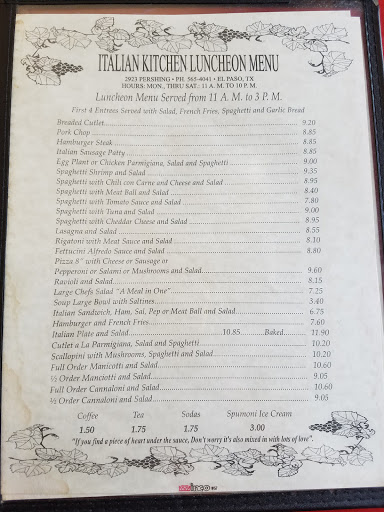 ITALIAN KITCHEN LUNCHEON MENU
2923 PERSHING • PH. 565-4041 • EL PASO, TX
HOURS: MON., THRU SAT.: 11 A. M. TO 10 P. M.
Luncheon Menu Served from 11 A. M. to 3 P. M.
First 4 Entrees Served with Salad, French Fries, Spaghetti and Garlic Bread
Breaded Cutlet 9.20
Pork Chop 8.85
Hamburger Steak 8.85
Italian Sausage Patty 8.85
Egg Plant or Chicken Parmigiana, Salad and Spaghetti 9.00
Spaghetti Shrimp and Salad 9.35
Spaghetti with Chili con Carne and Cheese and Salad 8.95
Spaghetti with Meat Ball and Salad 8.40
Spaghetti with Tomato Sauce and Salad 7.80
Spaghetti with Tuna and Salad 9.00
Spaghetti with Cheddar Cheese and Salad 8.95
Lasagna and Salad 8.55
Rigatoni with Meat Sauce and Salad 8.10
Fettucini Alfredo Sauce and Salad 8.80
Pizza 8" with Cheese or Sausage or
Pepperoni or Salami or Mushrooms and Salad 9.60
Ravioli and Salad 8.15
Large Chefs Salad "A Meal in One" 7.25
Soup Large Bowl with Saltines 3.40
Italian Sandwich, Ham, Sal, Pep or Meat Ball and Salad 6.75
Hamburger and French Fries 7.60
Italian Plate and Salad 10.85 Baked 11.90
Cutlet a La Parmigiana, Salad and Spaghetti 10.20
Scallopini with Mushrooms, Spaghetti and Salad 10.20
Full Order Manicotti and Salad 10.60
½ Order Manciotti and Salad 9.05
Full Order Cannaloni and Salad 10.60
½ Order Cannaloni and Salad 9.05
Coffee Tea Sodas Spumoni Ice Cream
1.50 1.75 1.75 3.00
"If you find a piece of heart under the sauce, Don't worry it's also mixed in with lots of love".